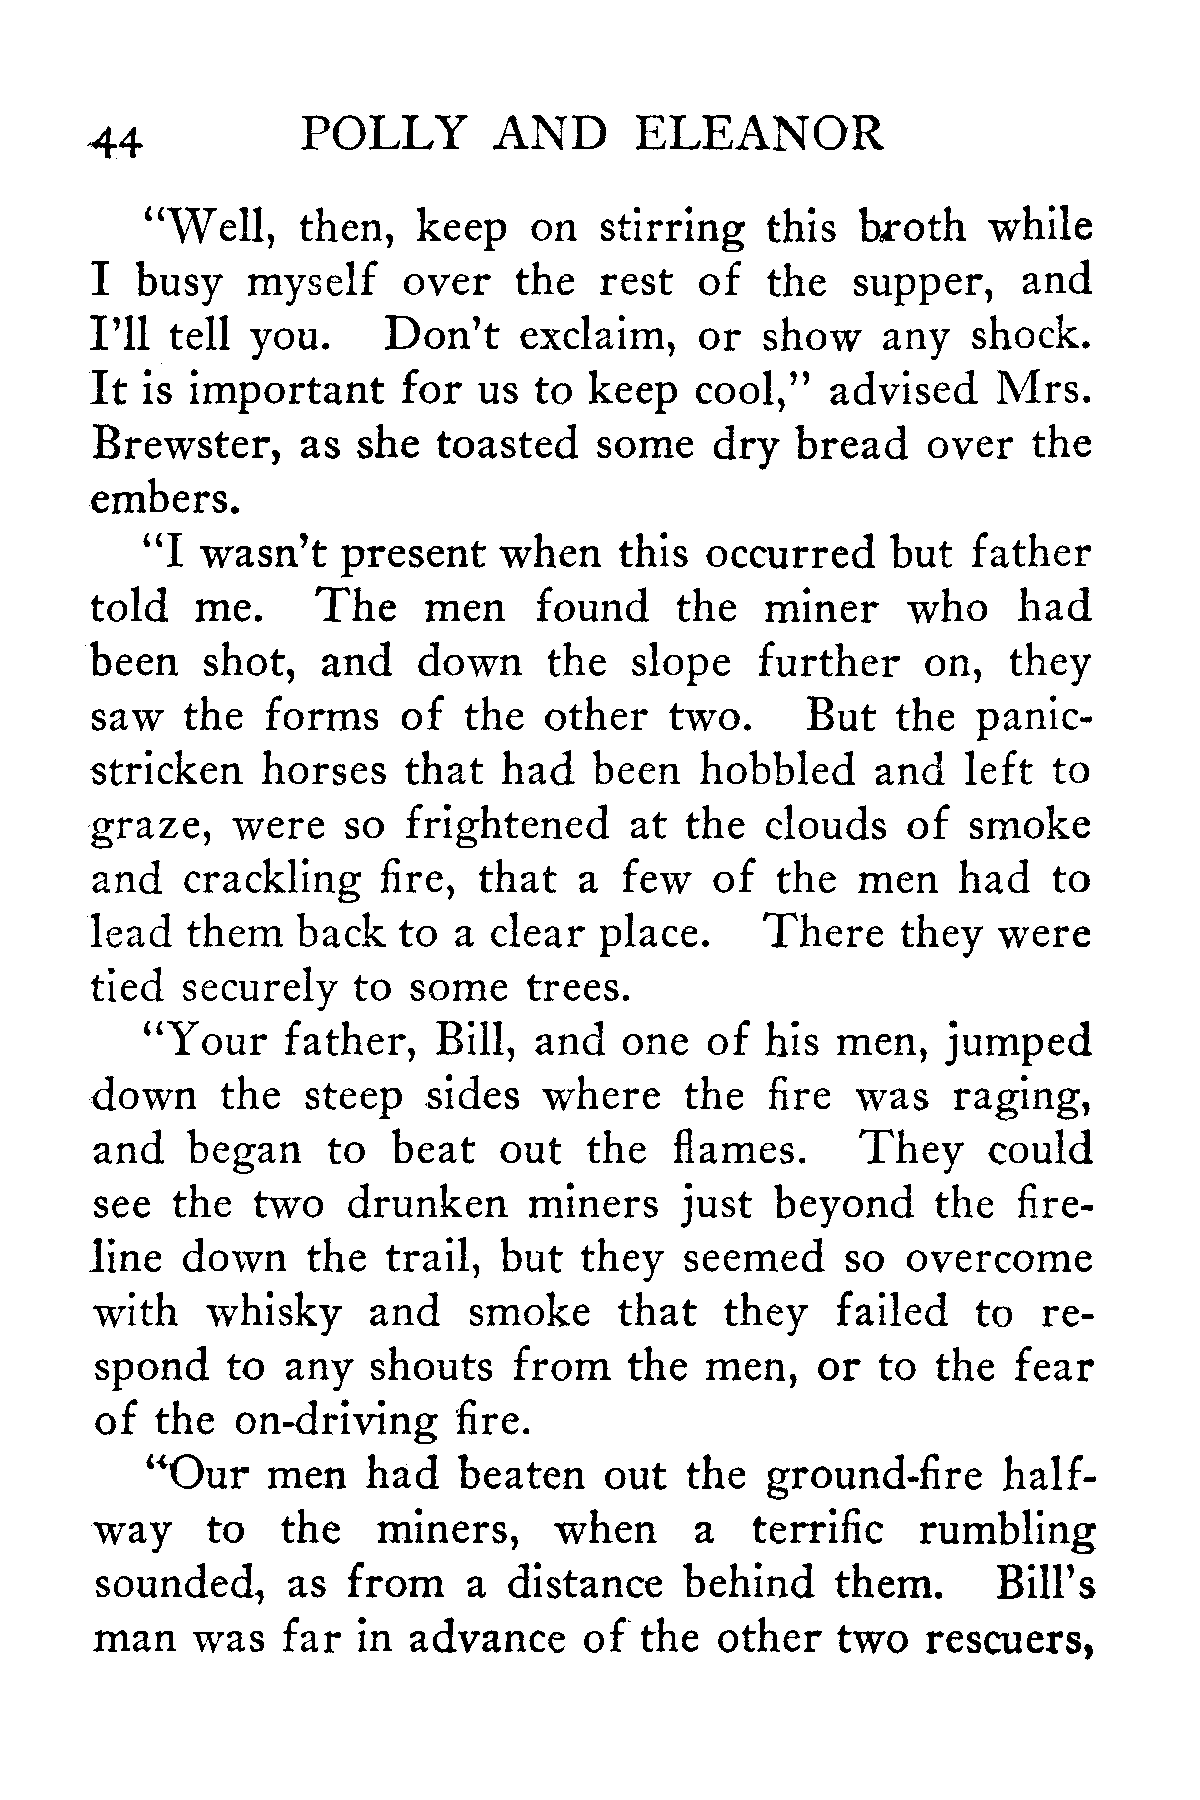 44 POLLY AND ELEANOR
“Well, then, keep on stirring this broth while
I busy myself over the rest of the supper, and
I’ll tell you. Don’t exclaim, or show any shock.
It is important for us to keep cool,” advised Mrs.
Brewster, as she toasted some dry bread over the
embers.
“I wasn’t present when this occurred but father
told me. The men found the miner who had
been shot, and down the slope further on, they
saw the forms of the other two. But the panic-
stricken horses that had been hobbled and left to
graze, were so frightened at the clouds of smoke
and crackling fire, that a few of the men had to
lead them back to a clear place. There they were
tied securely to some trees.
“Your father, Bill, and one of his men, jumped
down the steep sides where the fire was raging,
and began to beat out the flames. They could
see the two drunken miners just beyond the fire-
line down the trail, but they seemed so overcome
with whisky and smoke that they failed to re-
spond to any shouts from the men, or to the fear
of the on-driving fire.
“Our men had beaten out the ground-fire half-
way to the miners, when a terrific rumbling
sounded, as from a distance behind them. Bill’s
man was far in advance of the other two rescuers,